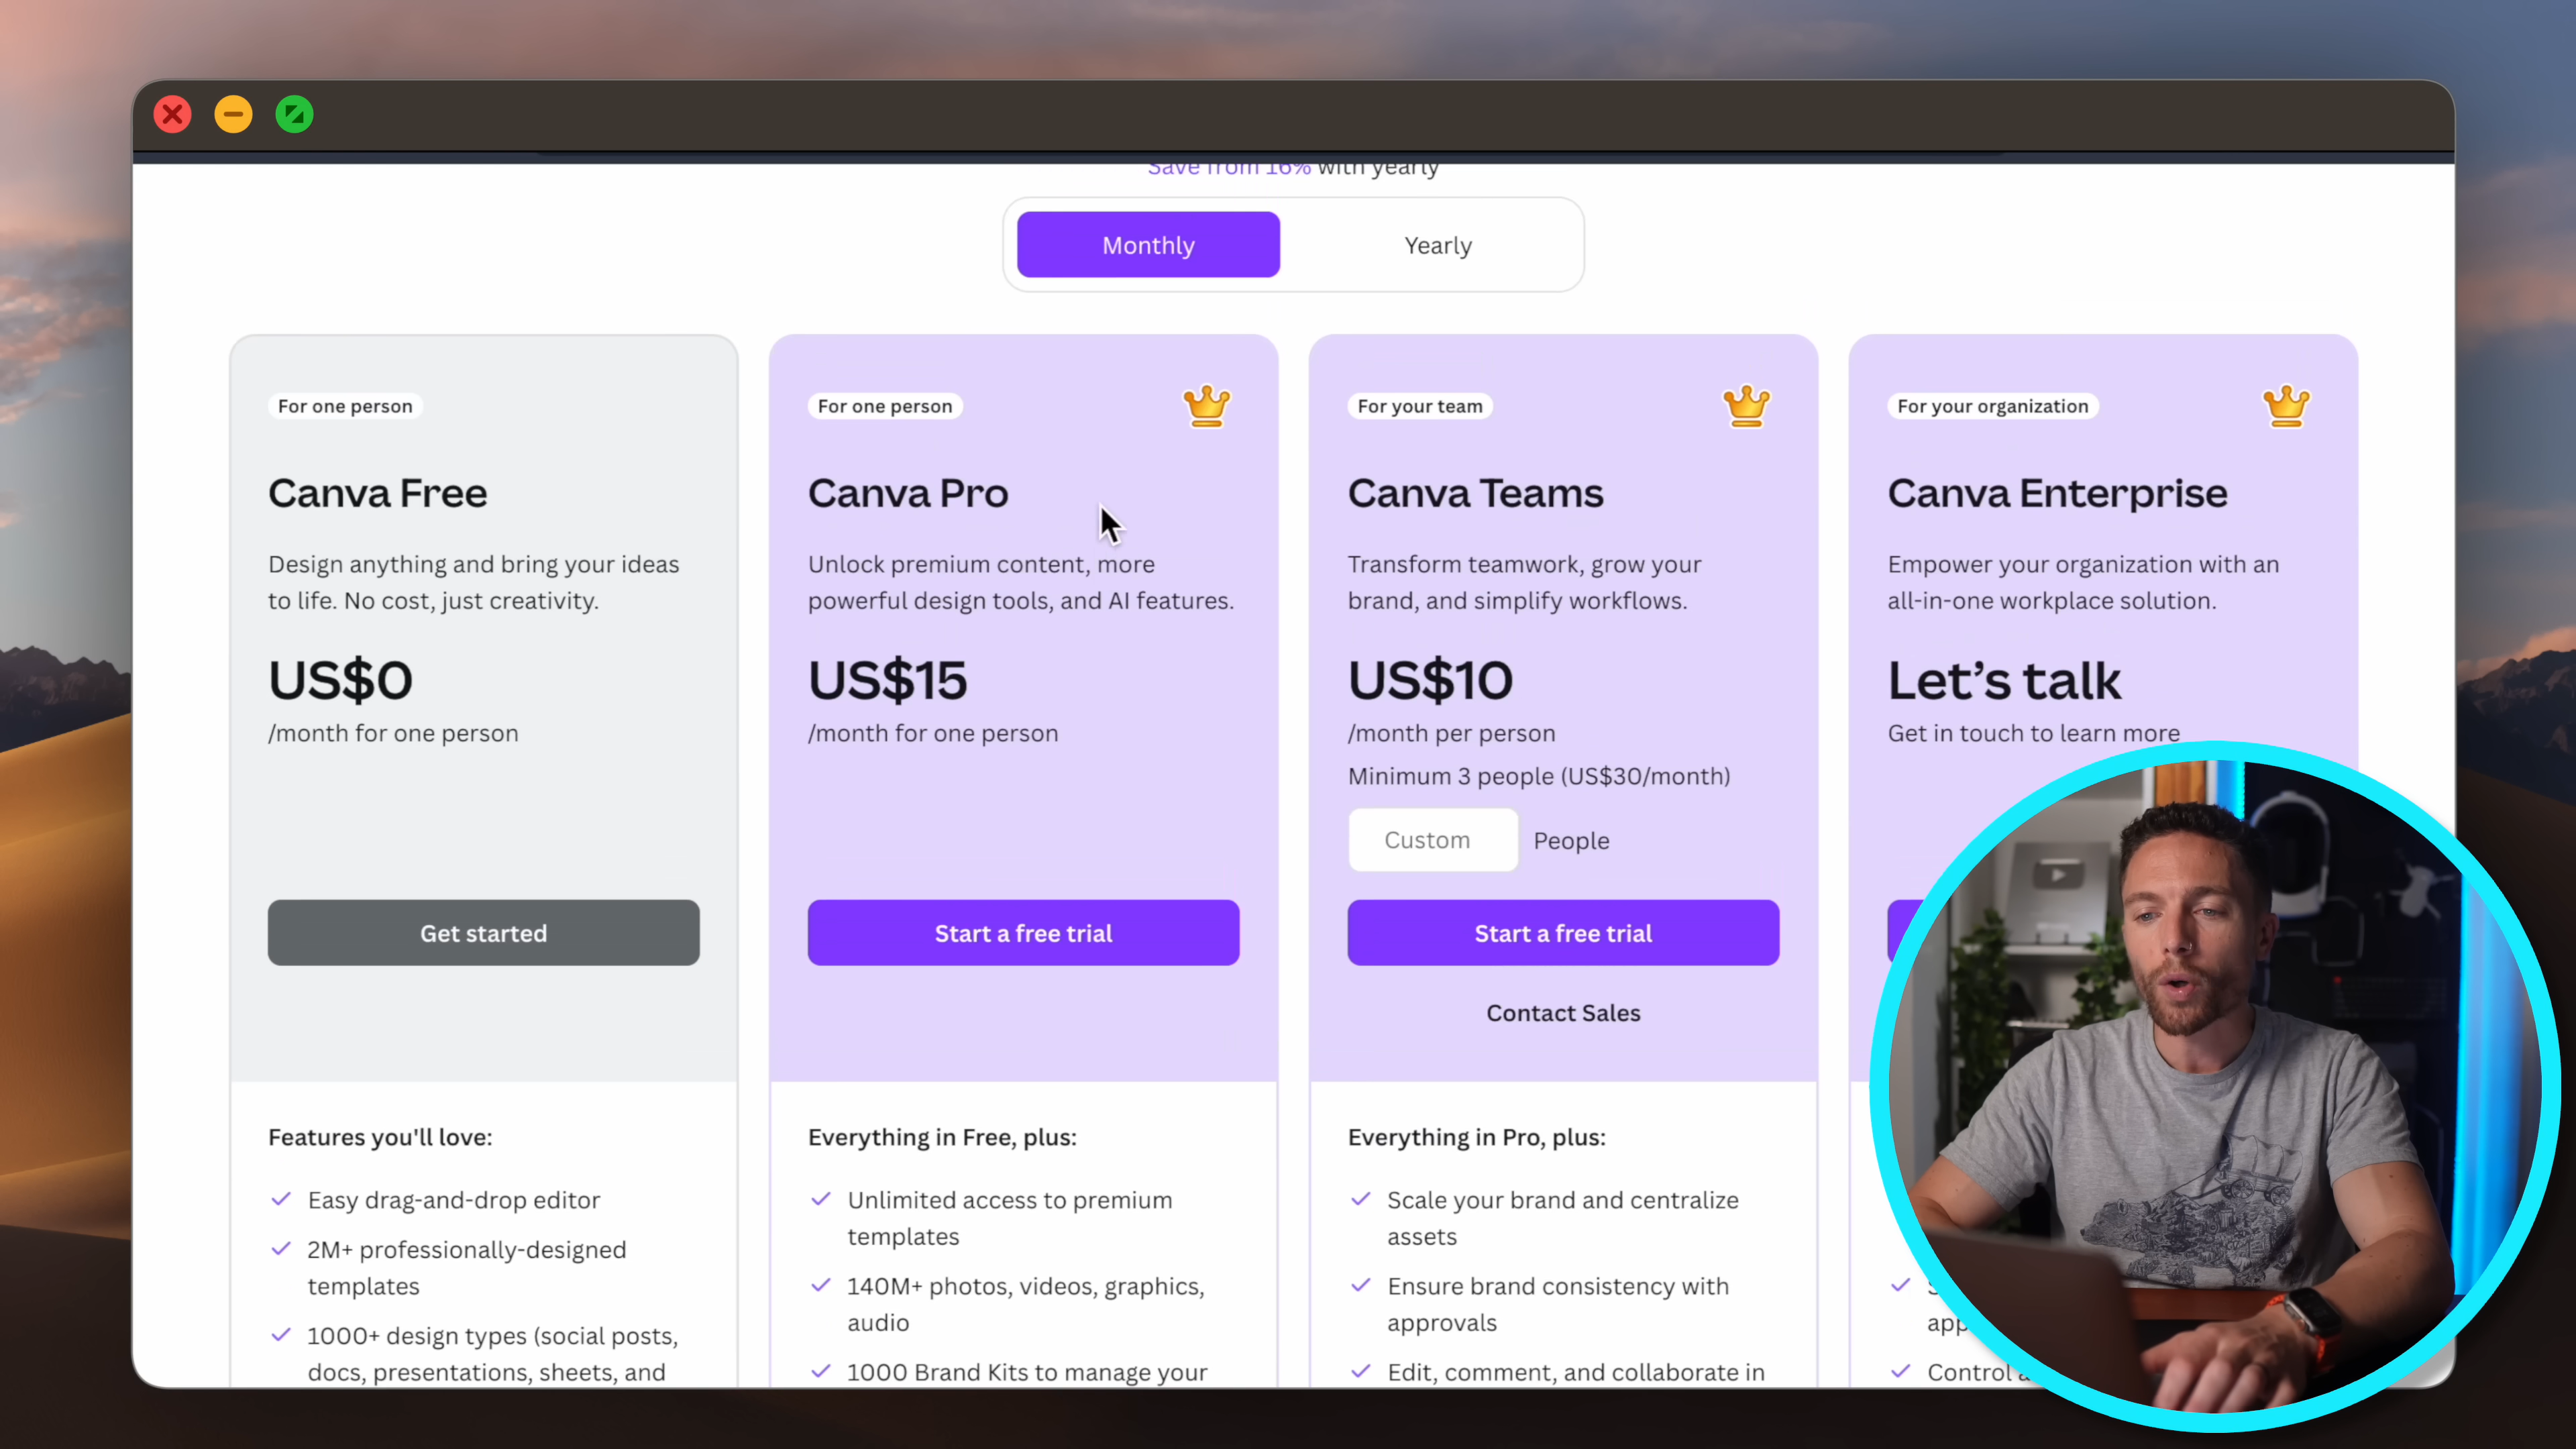 Save from 16% with yearly
Monthly
Yearly
For one person
Canva Free
Design anything and bring your ideas
to life. No cost, just creativity.
US$0
/month for one person
Get started
Features you'll love:
Easy drag-and-drop editor
2M+ professionally-designed
templates
1000+ design types (social posts,
docs, presentations, sheets, and
For one person
Canva Pro
Unlock premium content, more
powerful design tools, and AI features.
US$15
/month for one person
Start a free trial
Everything in Free, plus:
Unlimited access to premium
templates
140M+ photos, videos, graphics,
audio
1000 Brand Kits to manage your
For your team
Canva Teams
Transform teamwork, grow your
brand, and simplify workflows.
US$10
/month per person
Minimum 3 people (US$30/month)
Custom People
Start a free trial
Contact Sales
Everything in Pro, plus:
Scale your brand and centralize
assets
Ensure brand consistency with
approvals
Edit, comment, and collaborate in
For your organization
Canva Enterprise
Empower your organization with an
all-in-one workplace solution.
Let’s talk
Get in touch to learn more
Control